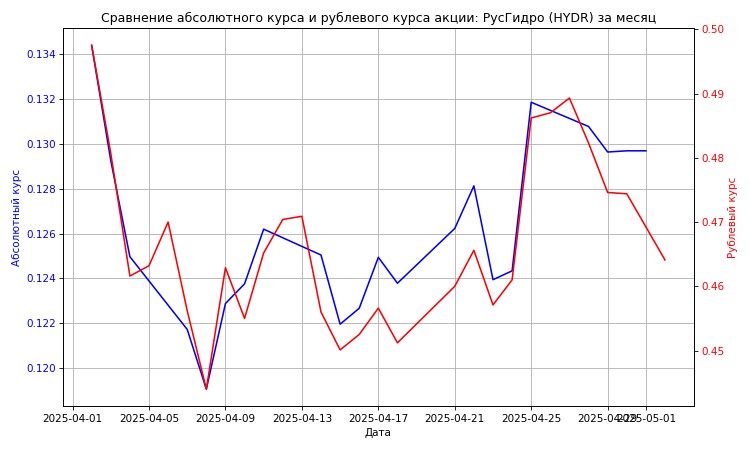 Сравнение абсолютного курса и рублевого курса акции: РусГидро (HYDR) за месяц
Абсолютный курс
0.134
0.132
0.130
0.128
0.126
0.124
0.122
0.120
0.50
0.49
0.48
0.47
0.46
0.45
Рублевый курс
2025-04-01 2025-04-05 2025-04-09 2025-04-13 2025-04-17 2025-04-21 2025-04-25 2025-04-29 2025-05-01
Дата